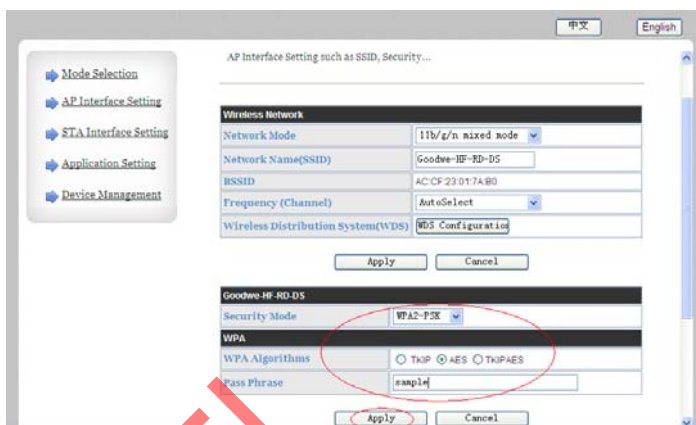 中文 English
AP Interface Setting such as SSID, Security...
Mode Selection
AP Interface Setting
STA Interface Setting
Application Setting
Device Management
Wireless Network
Network Mode 11b/g/n mixed mode
Network Name(SSID) Goodwe-HF-RD-DS
BSSID AC:CF:23:01:7A:B0
Frequency (Channel) AutoSelect
Wireless Distribution System(WDS) WDS Configuratio
Apply Cancel
Goodwe-HF-RD-DS
Security Mode WPA2-PSK
WPA
WPA Algorithms TKIP AES TKIPAES
Pass Phrase sample
Apply Cancel